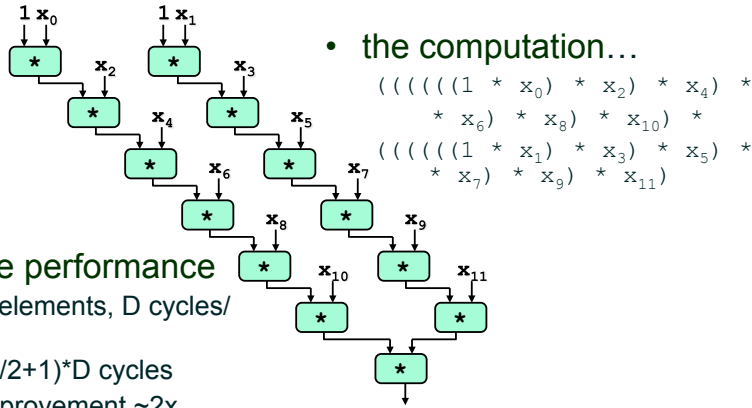 1 x₀ 1 x₁
* *
x₂ x₃
* *
x₄ x₅
* *
x₆ x₇
* *
x₈ x₉
* *
x₁₀ x₁₁
* *
*
• the computation…
((((((1 * x₀) * x₂) * x₄) *
* x₆) * x₈) * x₁₀) *
((((((1 * x₁) * x₃) * x₅) *
* x₇) * x₉) * x₁₁)
e performance
elements, D cycles/
/2+1)*D cycles
provement ~2x